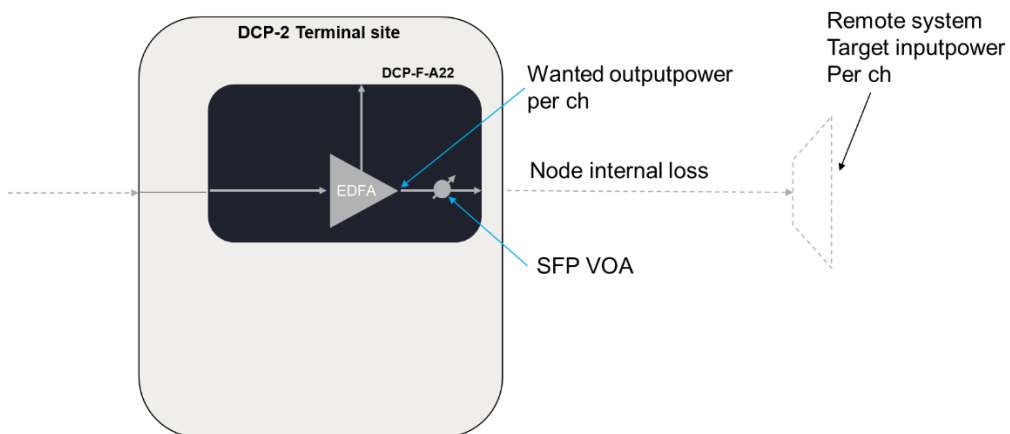 DCP-2 Terminal site
DCP-F-A22
EDFA
Wanted outputpower
per ch
SFP VOA
Node internal loss
Remote system
Target inputpower
Per ch